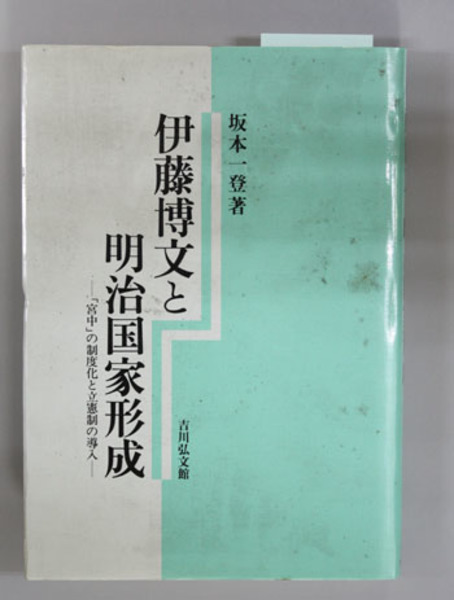 坂本一登著
伊藤博文と
明治国家形成
―「宮中」の制度化と立憲制の導入―
吉川弘文館